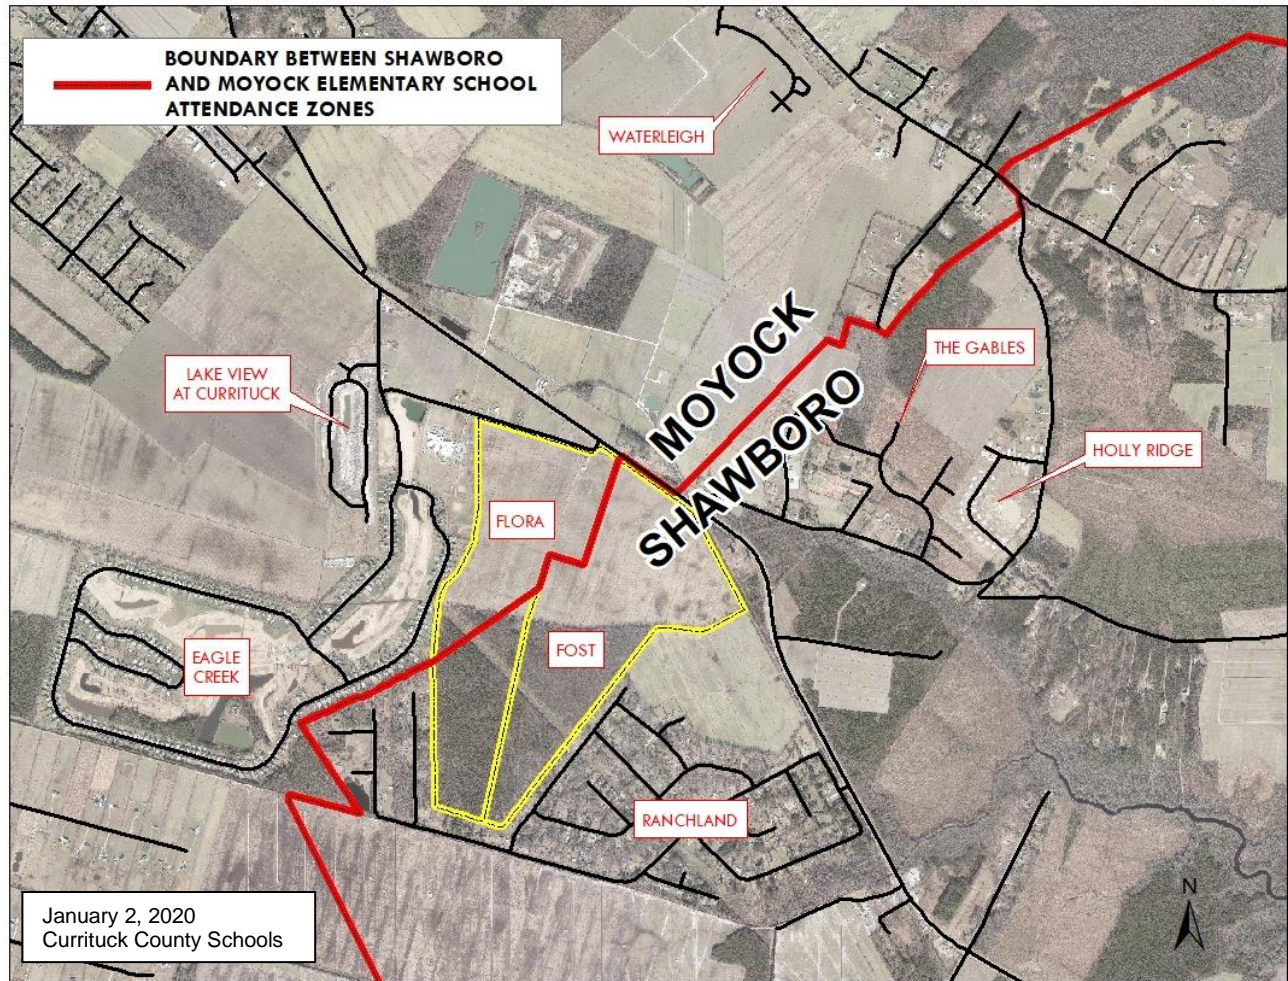 BOUNDARY BETWEEN SHAWBORO
AND MOYOCK ELEMENTARY SCHOOL
ATTENDANCE ZONES
WATERLEIGH
MOYOCK
SHAWBORO
THE GABLES
LAKE VIEW
AT CURRITUCK
HOLLY RIDGE
FLORA
FOST
EAGLE
CREEK
RANCHLAND
January 2, 2020
Currituck County Schools
N